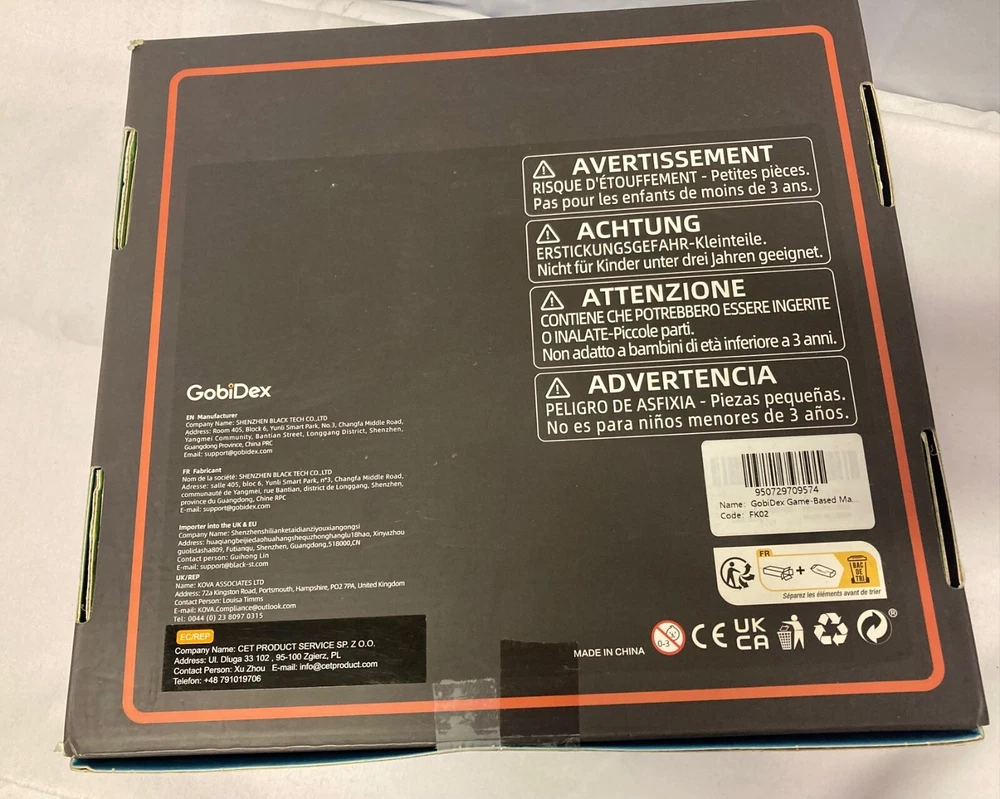 AVERTISSEMENT
RISQUE D'ÉTOUFFEMENT - Petites pièces.
Pas pour les enfants de moins de 3 ans.
ACHTUNG
ERSTICKUNGSGEFAHR-Kleinteile.
Nicht für Kinder unter drei Jahren geeignet.
ATTENZIONE
CONTIENE CHE POTREBBERO ESSERE INGERITE
O INALATE-Piccole parti.
Non adatto a bambini di età inferiore a 3 anni.
ADVERTENCIA
PELIGRO DE ASFIXIA - Piezas pequeñas.
No es para niños menores de 3 años.
GobiDex
EN Manufacturer
Company Name: SHENZHEN BLACK TECH CO.,LTD
Address: Room 405, Block 6, Yunli Smart Park, No.3, Changfa Middle Road,
Yangmei Community, Bantian Street, Longgang District, Shenzhen,
Guangdong Province, China PRC
Email: support@gobidex.com
FR Fabricant
Nom de la société: SHENZHEN BLACK TECH CO.,LTD
Adresse: salle 405, bloc 6, Yunli Smart Park, n°3, Changfa Middle Road,
communauté de Yangmei, rue Bantian, district de Longgang, Shenzhen,
province du Guangdong, Chine RPC
E-mail: support@gobidex.com
Importer into the UK & EU
Company Name: Shenzhenshilianketaidianziyouxiangongsi
Address: huaqiangbeijiedaohuahangshequzhonghanglu18hao, Xinyazhou
guolidasha809, Futianqu, Shenzhen, Guangdong,518000,CN
Contact person: Guihong Lin
E-mail: support@black-st.com
UK/REP
Name: KOVA ASSOCIATES LTD
Address: 72a Kingston Road, Portsmouth, Hampshire, PO2 7PA, United Kingdom
Contact Person: Louisa Timms
E-mail: KOVA.Compliance@outlook.com
Tel: 0044 (0) 23 8097 0315
EC/REP
Company Name: CET PRODUCT SERVICE SP. Z O.O.
Address: Ul. Dluga 33 102 , 95-100 Zgierz, PL
Contact Person: Xu Zhou E-mail: info@cetproduct.com
Telefon: +48 791019706
950729709574
Name: GobiDex Game-Based Ma...
Code: FK02
FR
+
BAC
DE
TRI
Séparez les éléments avant de trier
MADE IN CHINA
0-3
CE
UK
CA
®